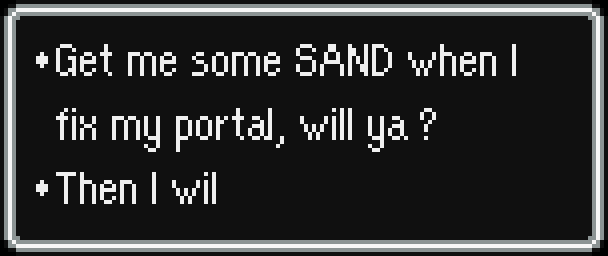 •Get me some SAND when I
fix my portal, will ya?
•Then I wil